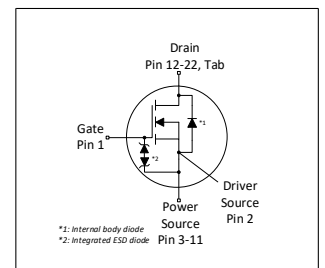 Drain
Pin 12-22, Tab
*1
Gate
Pin 1
*2
Driver
Source
Pin 2
Power
Source
Pin 3-11
*1: Internal body diode
*2: Integrated ESD diode